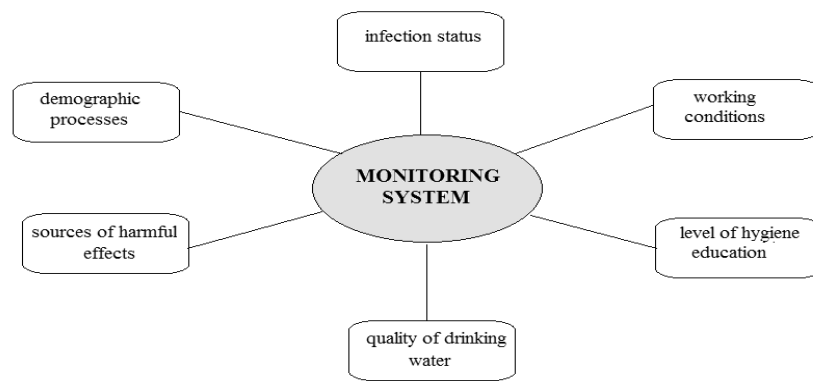 infection status
demographic
processes
working
conditions
MONITORING
SYSTEM
sources of harmful
effects
level of hygiene
education
quality of drinking
water